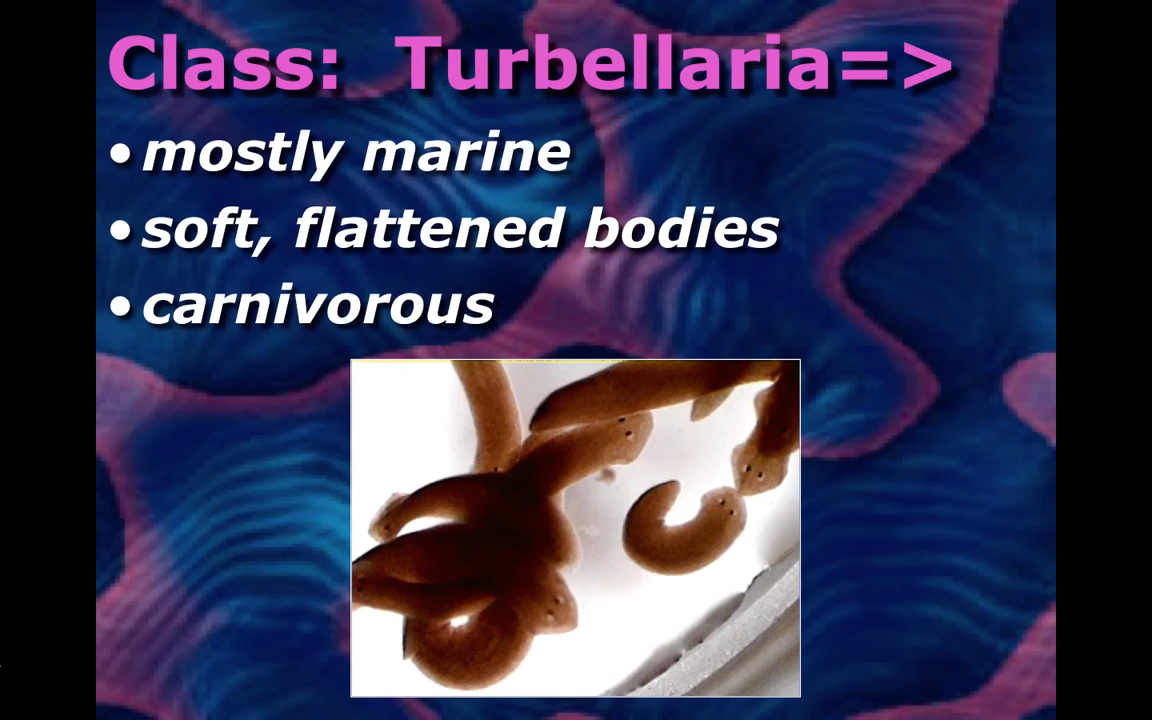 Class:  Turbellaria=>
•mostly marine
•soft, flattened bodies
•carnivorous